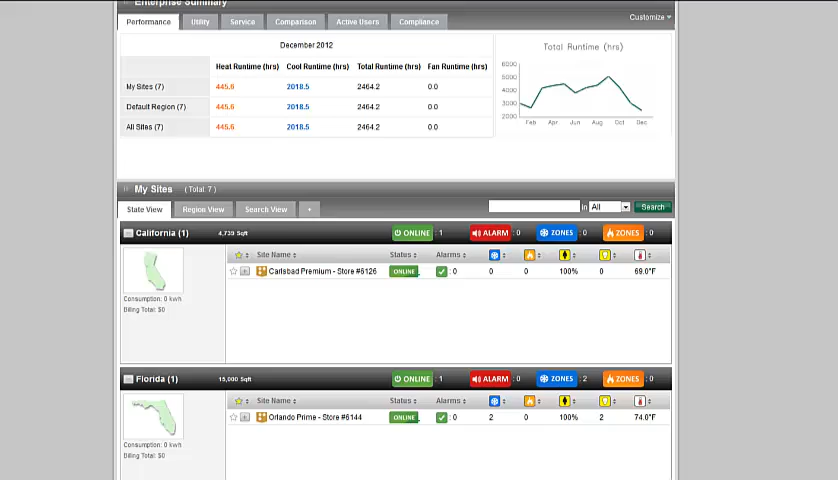 Enterprise Summary
Performance Utility Service Comparison Active Users Compliance Customize
December 2012
Heat Runtime (hrs) Cool Runtime (hrs) Total Runtime (hrs) Fan Runtime (hrs)
My Sites (7) 445.6 2018.5 2464.2 0.0
Default Region (7) 445.6 2018.5 2464.2 0.0
All Sites (7) 445.6 2018.5 2464.2 0.0
Total Runtime (hrs)
6000
5000
4000
3000
2000
Feb Apr Jun Aug Oct Dec
My Sites (Total: 7)
State View Region View Search View + in All Search
California (1) 4,739 Sqft ONLINE : 1 ALARM : 0 ZONES : 0 ZONES : 0
Site Name Status Alarms
Carlsbad Premium - Store #6126 ONLINE : 0 0 0 100% 0 69.0°F
Consumption: 0 kwh
Billing Total: $0
Florida (1) 15,000 Sqft ONLINE : 1 ALARM : 0 ZONES : 2 ZONES : 0
Site Name Status Alarms
Orlando Prime - Store #6144 ONLINE : 0 2 0 100% 2 74.0°F
Consumption: 0 kwh
Billing Total: $0